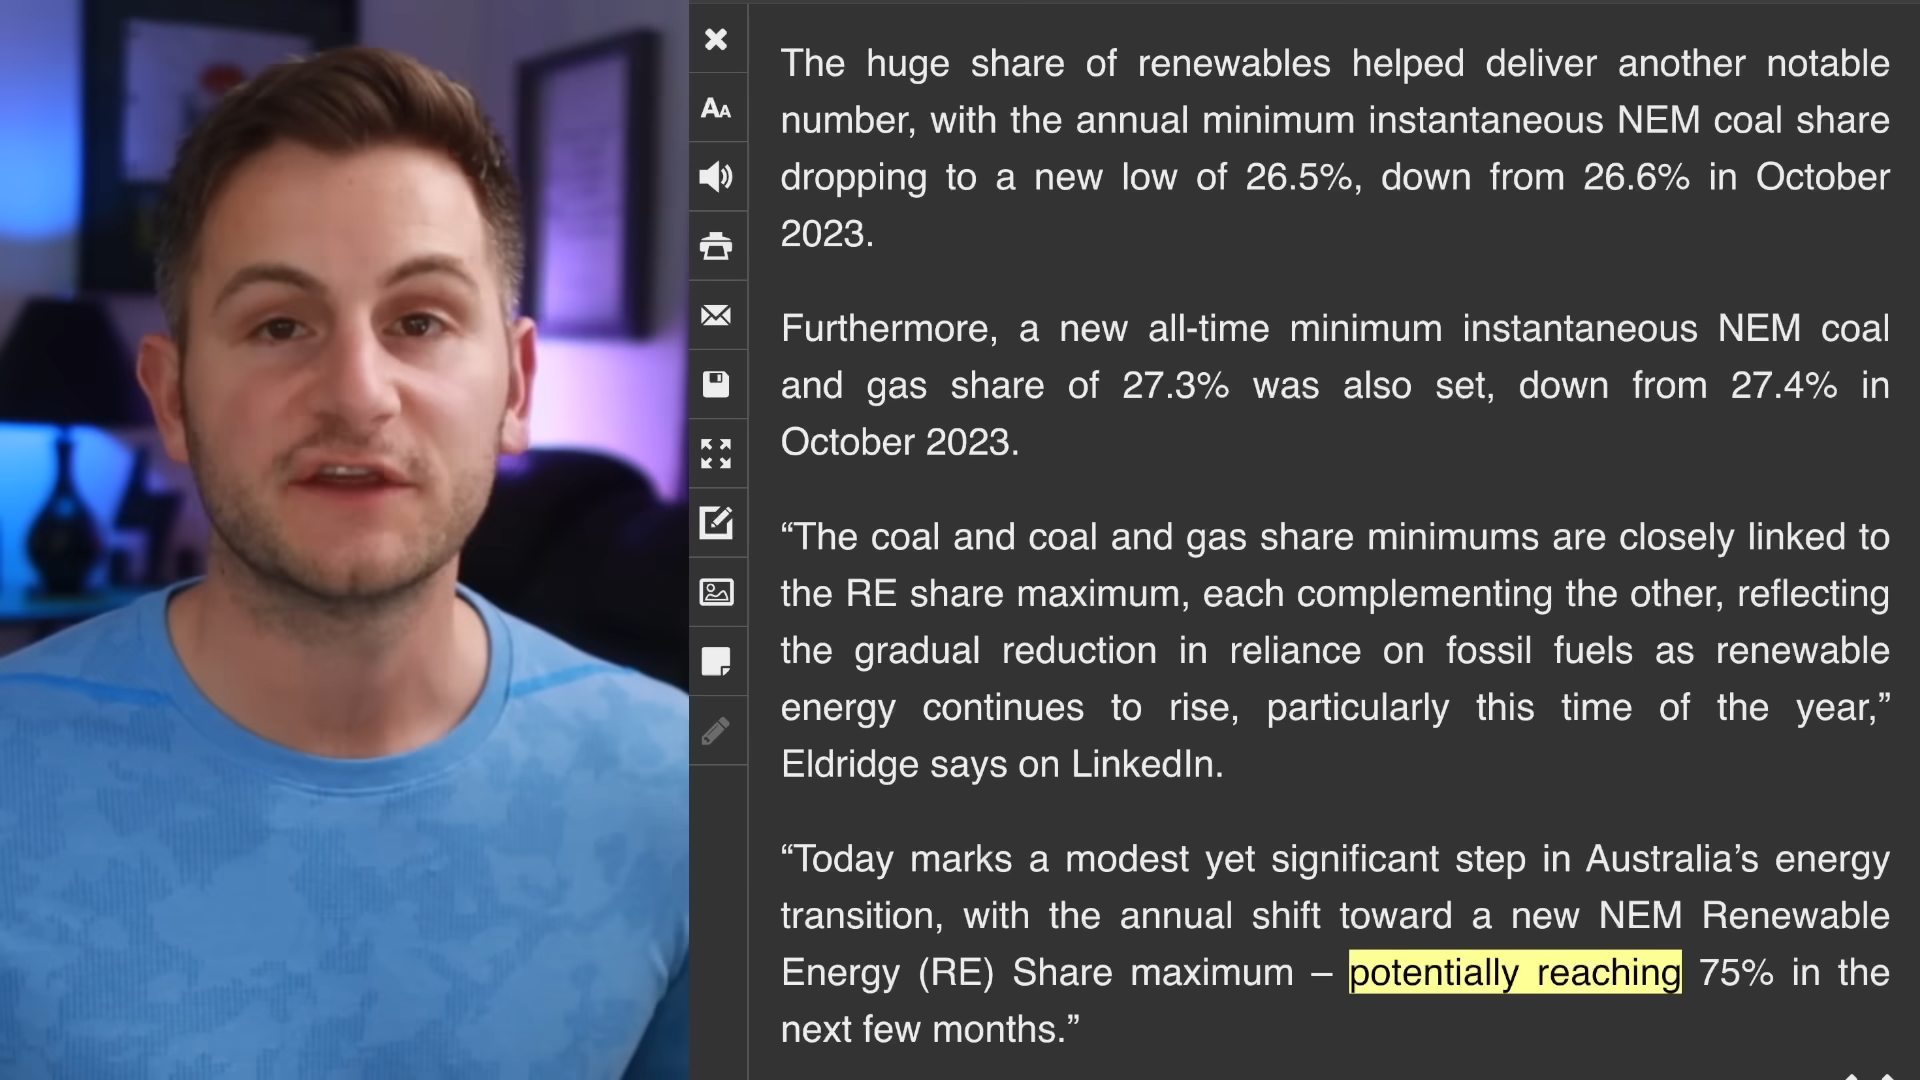 The huge share of renewables helped deliver another notable
number, with the annual minimum instantaneous NEM coal share
dropping to a new low of 26.5%, down from 26.6% in October
2023.
Furthermore, a new all-time minimum instantaneous NEM coal
and gas share of 27.3% was also set, down from 27.4% in
October 2023.
“The coal and coal and gas share minimums are closely linked to
the RE share maximum, each complementing the other, reflecting
the gradual reduction in reliance on fossil fuels as renewable
energy continues to rise, particularly this time of the year,”
Eldridge says on LinkedIn.
“Today marks a modest yet significant step in Australia’s energy
transition, with the annual shift toward a new NEM Renewable
Energy (RE) Share maximum – potentially reaching 75% in the
next few months.”
AA